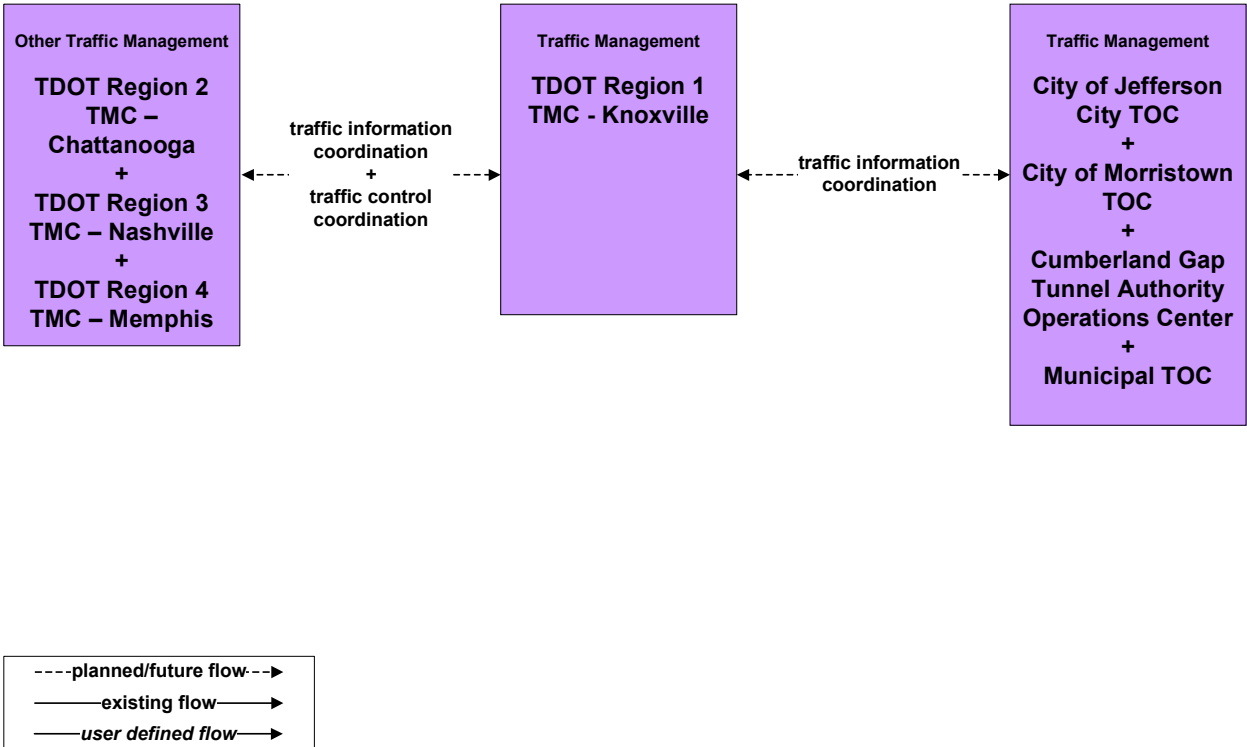 Other Traffic Management
TDOT Region 2
TMC –
Chattanooga
+
TDOT Region 3
TMC – Nashville
+
TDOT Region 4
TMC – Memphis
traffic information
coordination
+
traffic control
coordination
Traffic Management
TDOT Region 1
TMC - Knoxville
traffic information
coordination
Traffic Management
City of Jefferson
City TOC
+
City of Morristown
TOC
+
Cumberland Gap
Tunnel Authority
Operations Center
+
Municipal TOC
planned/future flow
existing flow
user defined flow